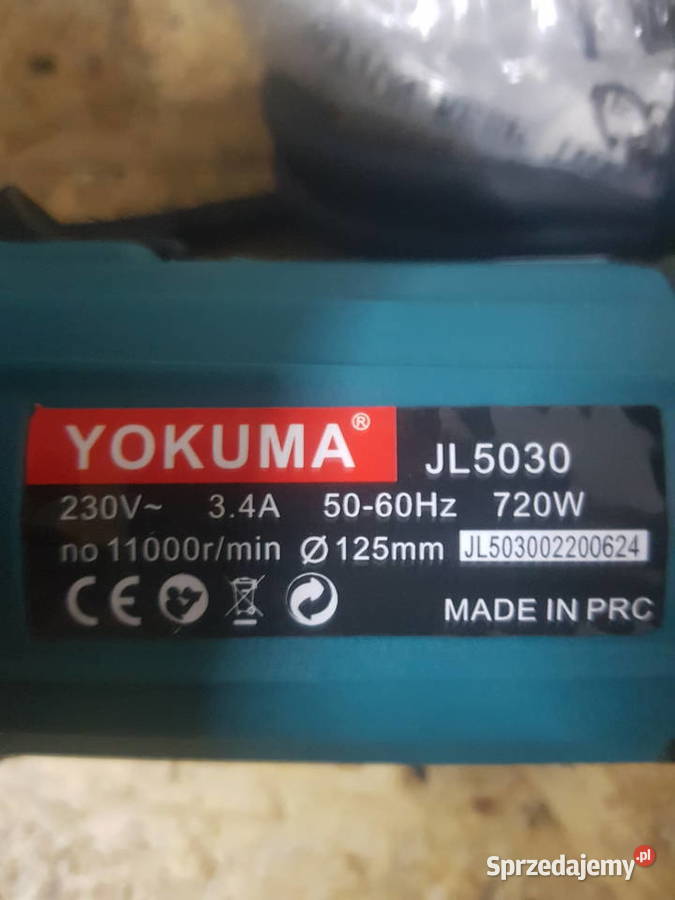 YOKUMA®
JL5030
230V~ 3.4A 50-60Hz 720W
no 11000r/min Ø125mm JL503002200624
CE
MADE IN PRC
Sprzedajemy.pl